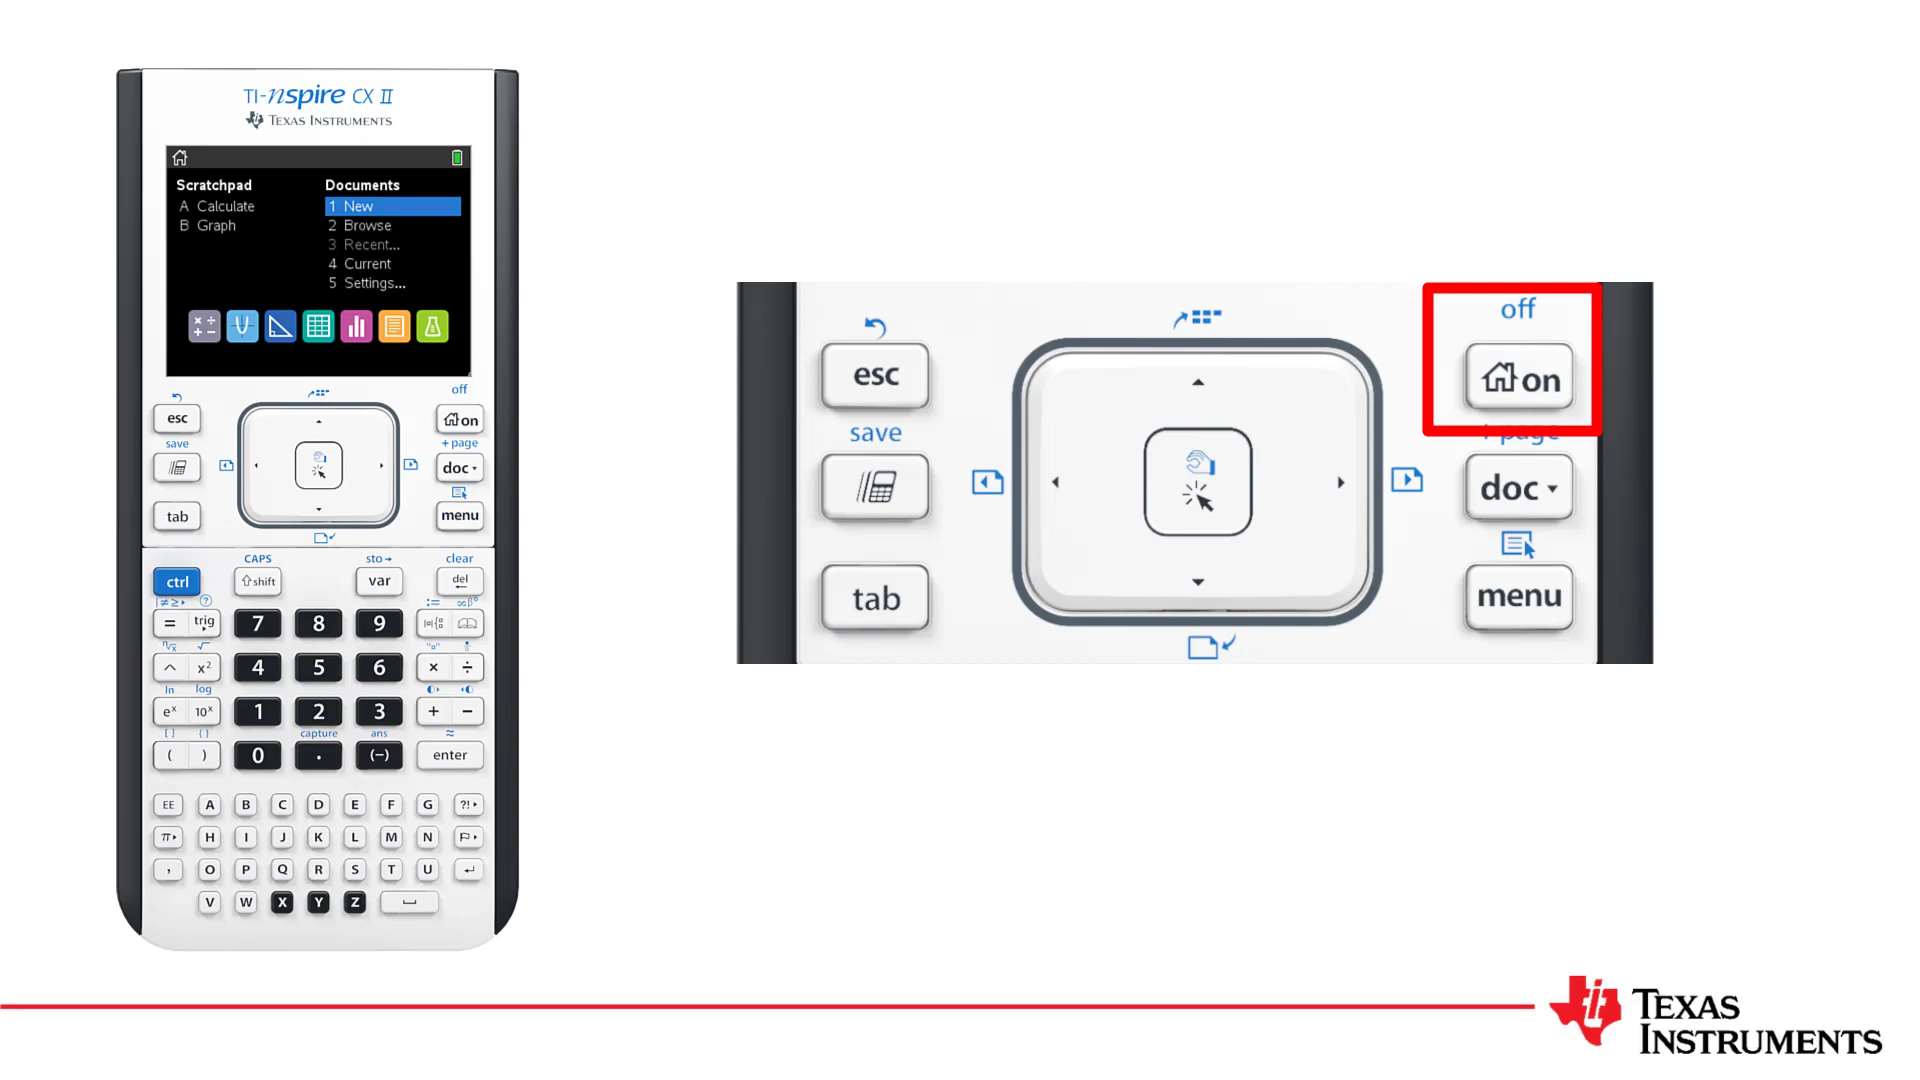 TI-nspire CX II
TEXAS INSTRUMENTS
Scratchpad
A Calculate
B Graph
Documents
1 New
2 Browse
3 Recent...
4 Current
5 Settings...
off
esc
on
save
+ page
doc
tab
menu
CAPS
sto→
clear
ctrl
⇧shift
var
del
=
trig
7
8
9
^
x²
4
5
6
×
÷
ln
log
eˣ
10ˣ
1
2
3
+
−
[ ]
{ }
capture
ans
≈
(
)
0
.
(−)
enter
EE
A
B
C
D
E
F
G
?!▸
π▸
H
I
J
K
L
M
N
,
O
P
Q
R
S
T
U
V
W
X
Y
Z
off
esc
on
save
+ page
doc
tab
menu
TEXAS
INSTRUMENTS